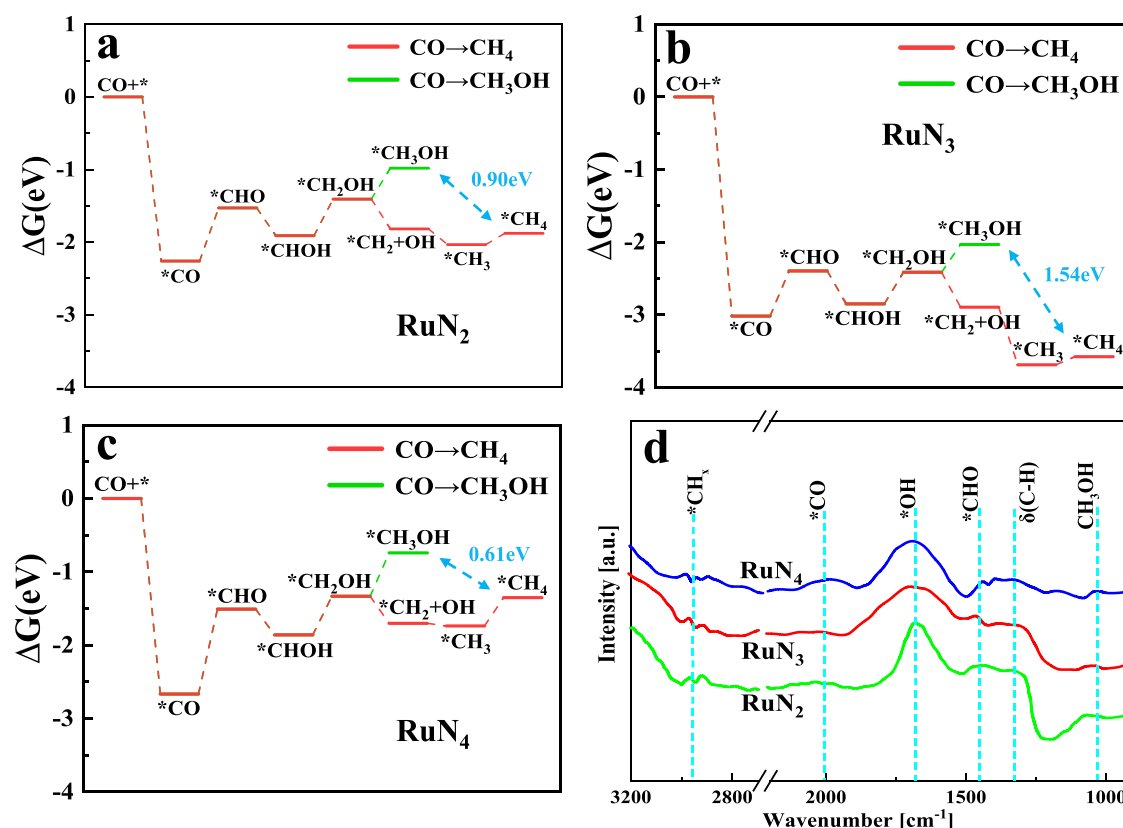 a
CO→CH₄
CO→CH₃OH
1
0
-1
-2
-3
-4
ΔG(eV)
CO+*
*CO
*CHO
*CHOH
*CH₂OH
*CH₃OH
0.90eV
*CH₂+OH
*CH₃
*CH₄
RuN₂
b
CO→CH₄
CO→CH₃OH
RuN₃
1
0
-1
-2
-3
-4
ΔG(eV)
CO+*
*CO
*CHO
*CHOH
*CH₂OH
*CH₃OH
1.54eV
*CH₂+OH
*CH₃
*CH₄
c
CO→CH₄
CO→CH₃OH
1
0
-1
-2
-3
-4
ΔG(eV)
CO+*
*CO
*CHO
*CHOH
*CH₂OH
*CH₃OH
0.61eV
*CH₂+OH
*CH₃
*CH₄
RuN₄
d
*CHₓ
*CO
*OH
*CHO
δ(C-H)
CH₃OH
Intensity [a.u.]
RuN₄
RuN₃
RuN₂
3200 2800 2000 1500 1000
Wavenumber [cm⁻¹]